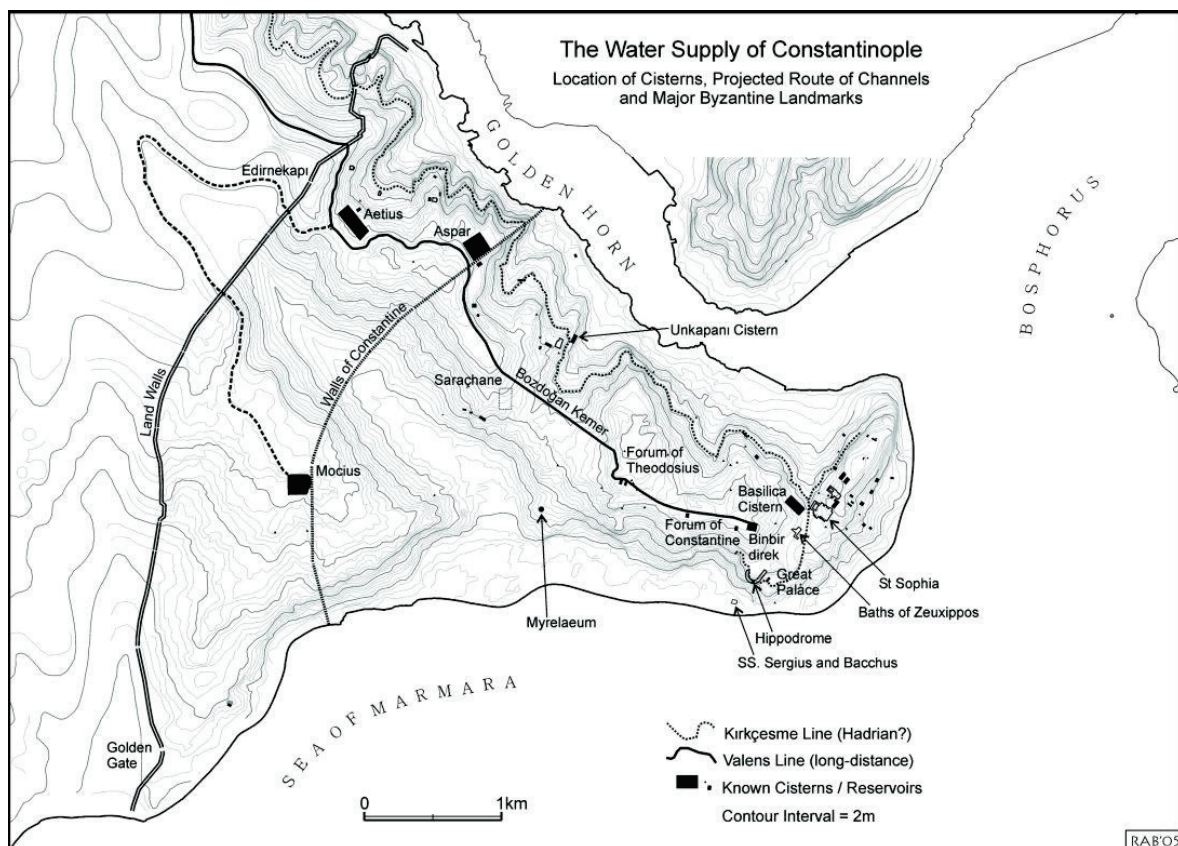 The Water Supply of Constantinople
Location of Cisterns, Projected Route of Channels
and Major Byzantine Landmarks
GOLDEN HORN
BOSPHORUS
Edirnekapı
Aetius
Aspar
Land Walls
Walls of Constantine
Unkapanı Cistern
Saraçhane
Bozdoğan Kemer
Mocius
Forum of
Theodosius
Basilica
Cistern
Forum of
Constantine
Binbir
direk
Great
Palace
St Sophia
Baths of Zeuxippos
Myrelaeum
Hippodrome
SS. Sergius and Bacchus
SEA OF MARMARA
Golden
Gate
Kırkçesme Line (Hadrian?)
Valens Line (long-distance)
Known Cisterns / Reservoirs
Contour Interval = 2m
0 1km
RAB'05